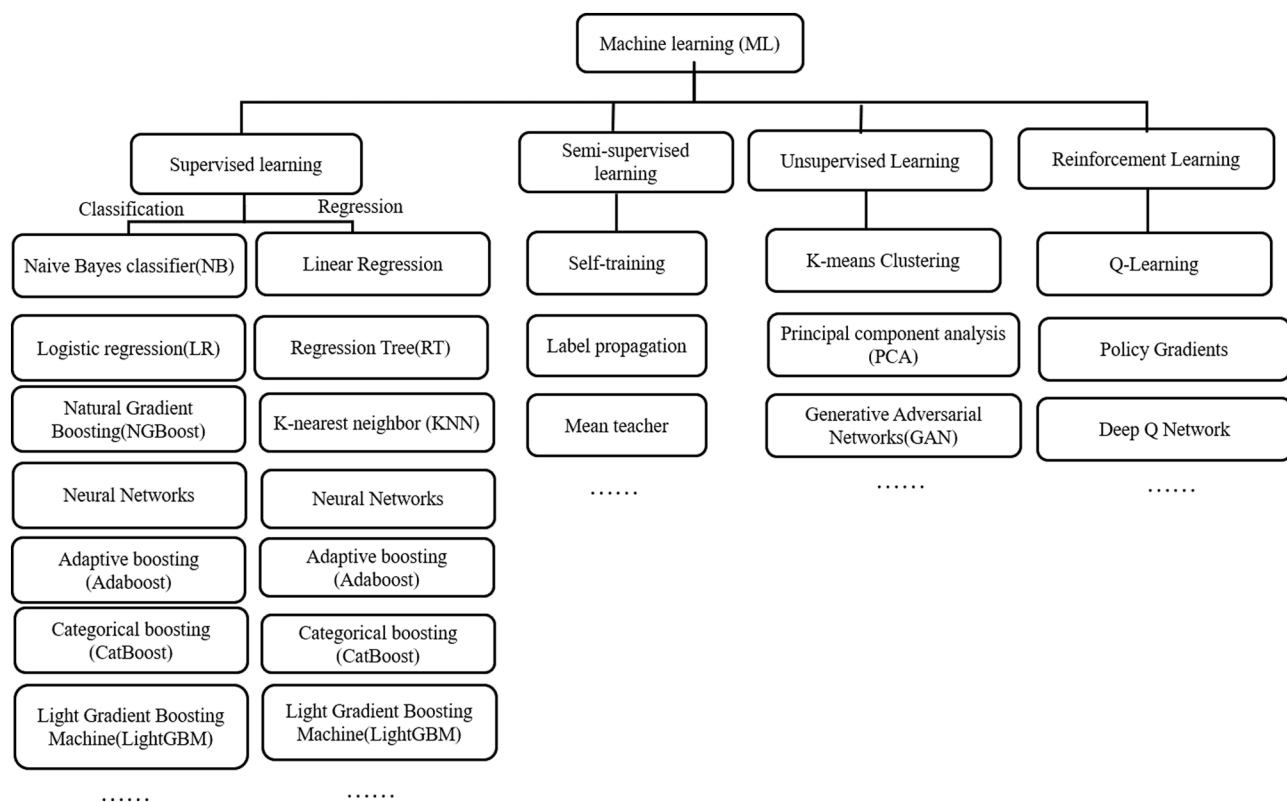 Machine learning (ML)
Supervised learning
Semi-supervised
learning
Unsupervised Learning
Reinforcement Learning
Classification
Regression
Naive Bayes classifier(NB)
Logistic regression(LR)
Natural Gradient
Boosting(NGBoost)
Neural Networks
Adaptive boosting
(Adaboost)
Categorical boosting
(CatBoost)
Light Gradient Boosting
Machine(LightGBM)
......
Linear Regression
Regression Tree(RT)
K-nearest neighbor (KNN)
Neural Networks
Adaptive boosting
(Adaboost)
Categorical boosting
(CatBoost)
Light Gradient Boosting
Machine(LightGBM)
......
Self-training
Label propagation
Mean teacher
......
K-means Clustering
Principal component analysis
(PCA)
Generative Adversarial
Networks(GAN)
......
Q-Learning
Policy Gradients
Deep Q Network
......